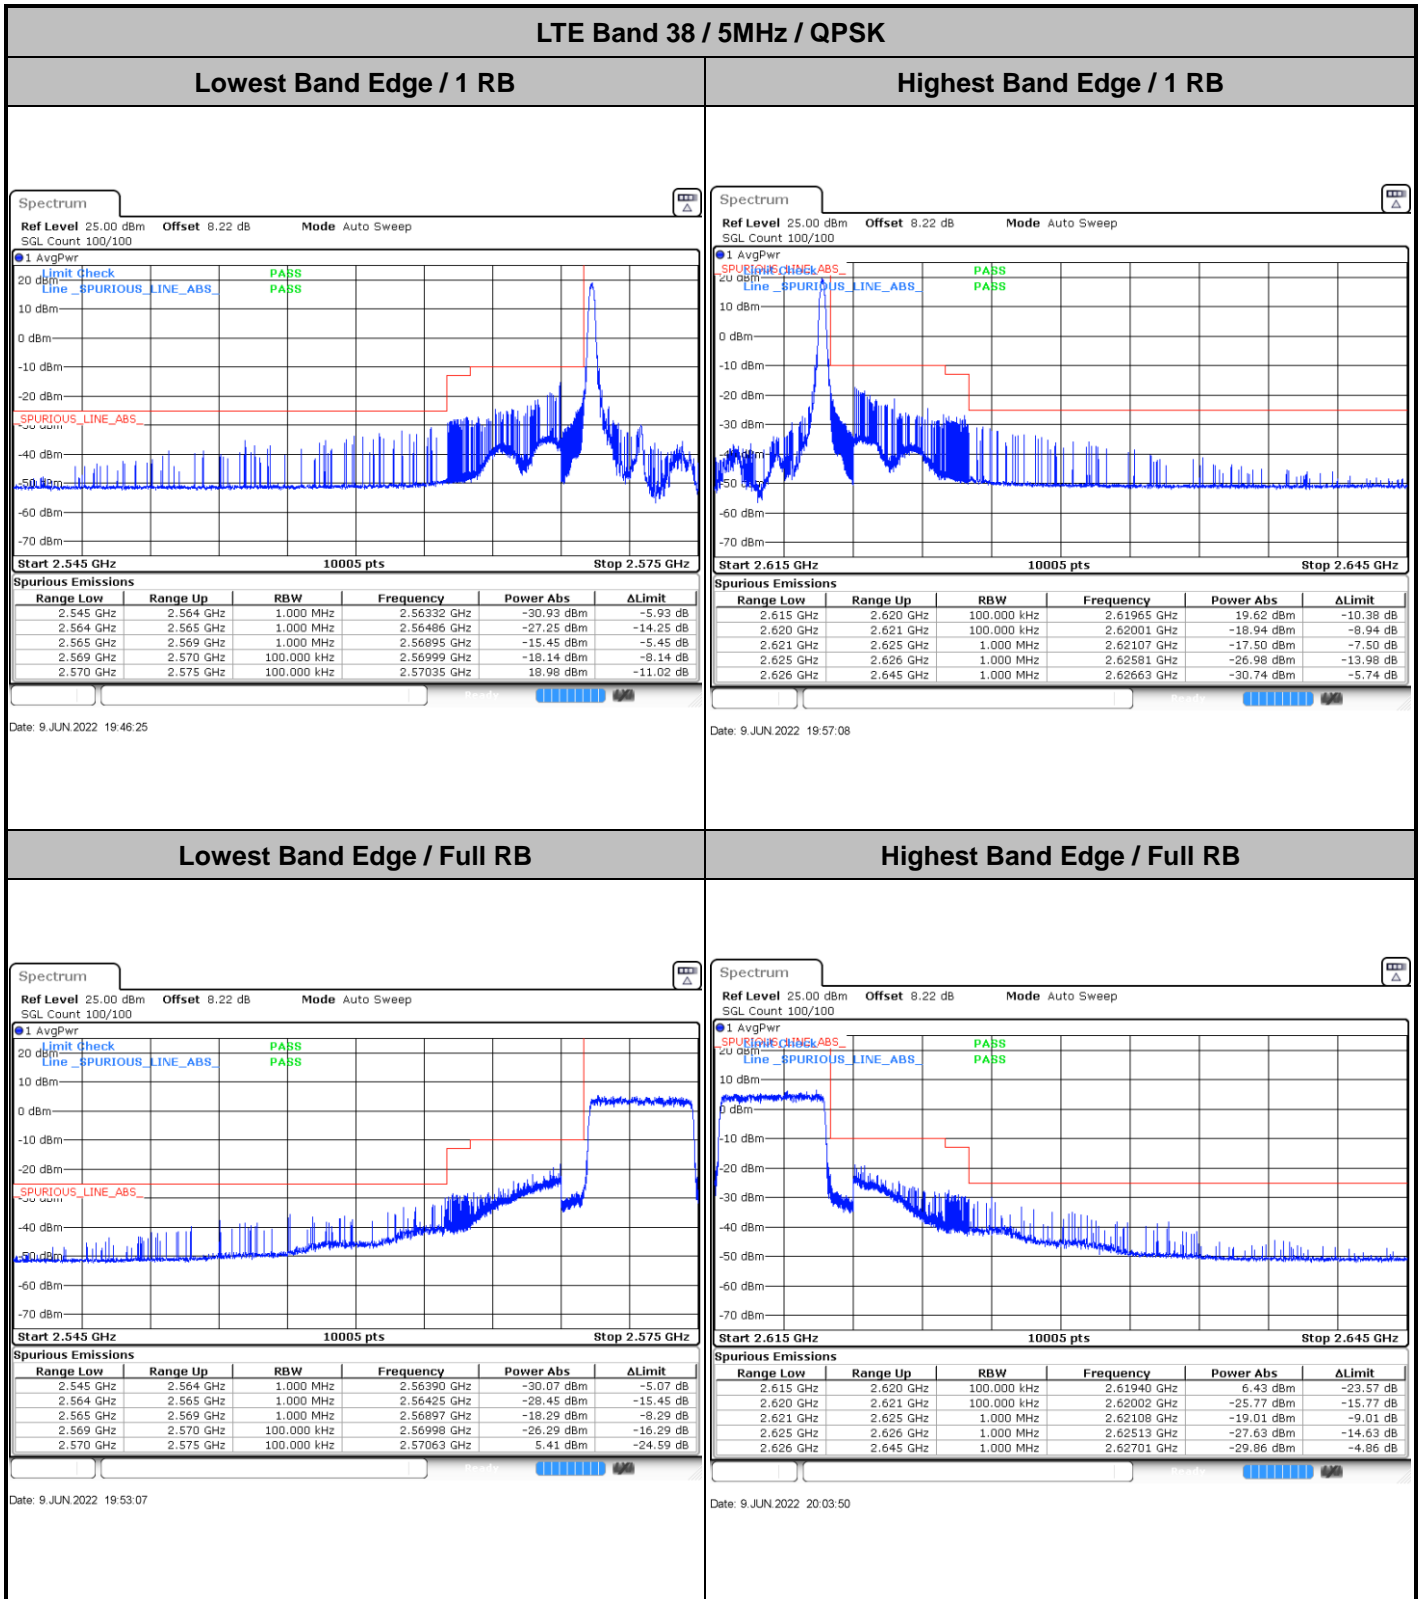 LTE Band 38 / 5MHz / QPSK
Lowest Band Edge / 1 RB
Highest Band Edge / 1 RB
Spectrum
Ref Level 25.00 dBm Offset 8.22 dB Mode Auto Sweep
SGL Count 100/100
1 AvgPwr
Limit Check PASS
Line _SPURIOUS_LINE_ABS_ PASS
20 dBm
10 dBm
0 dBm
-10 dBm
-20 dBm
_SPURIOUS_LINE_ABS_
-30 dBm
-40 dBm
-50 dBm
-60 dBm
-70 dBm
Start 2.545 GHz 10005 pts Stop 2.575 GHz
Spurious Emissions
Range Low Range Up RBW Frequency Power Abs ΔLimit
2.545 GHz 2.564 GHz 1.000 MHz 2.56332 GHz -30.93 dBm -5.93 dB
2.564 GHz 2.565 GHz 1.000 MHz 2.56486 GHz -27.25 dBm -14.25 dB
2.565 GHz 2.569 GHz 1.000 MHz 2.56895 GHz -15.45 dBm -5.45 dB
2.569 GHz 2.570 GHz 100.000 kHz 2.56999 GHz -18.14 dBm -8.14 dB
2.570 GHz 2.575 GHz 100.000 kHz 2.57035 GHz 18.98 dBm -11.02 dB
Ready
Date: 9.JUN.2022 19:46:25
Spectrum
Ref Level 25.00 dBm Offset 8.22 dB Mode Auto Sweep
SGL Count 100/100
1 AvgPwr
_SPURIOUS_LINE_ABS_
Limit Check PASS
Line _SPURIOUS_LINE_ABS_ PASS
20 dBm
10 dBm
0 dBm
-10 dBm
-20 dBm
-30 dBm
-40 dBm
-50 dBm
-60 dBm
-70 dBm
Start 2.615 GHz 10005 pts Stop 2.645 GHz
Spurious Emissions
Range Low Range Up RBW Frequency Power Abs ΔLimit
2.615 GHz 2.620 GHz 100.000 kHz 2.61965 GHz 19.62 dBm -10.38 dB
2.620 GHz 2.621 GHz 100.000 kHz 2.62001 GHz -18.94 dBm -8.94 dB
2.621 GHz 2.625 GHz 1.000 MHz 2.62107 GHz -17.50 dBm -7.50 dB
2.625 GHz 2.626 GHz 1.000 MHz 2.62581 GHz -26.98 dBm -13.98 dB
2.626 GHz 2.645 GHz 1.000 MHz 2.62663 GHz -30.74 dBm -5.74 dB
Ready
Date: 9.JUN.2022 19:57:08
Lowest Band Edge / Full RB
Highest Band Edge / Full RB
Spectrum
Ref Level 25.00 dBm Offset 8.22 dB Mode Auto Sweep
SGL Count 100/100
1 AvgPwr
Limit Check PASS
Line _SPURIOUS_LINE_ABS_ PASS
20 dBm
10 dBm
0 dBm
-10 dBm
-20 dBm
_SPURIOUS_LINE_ABS_
-30 dBm
-40 dBm
-50 dBm
-60 dBm
-70 dBm
Start 2.545 GHz 10005 pts Stop 2.575 GHz
Spurious Emissions
Range Low Range Up RBW Frequency Power Abs ΔLimit
2.545 GHz 2.564 GHz 1.000 MHz 2.56390 GHz -30.07 dBm -5.07 dB
2.564 GHz 2.565 GHz 1.000 MHz 2.56425 GHz -28.45 dBm -15.45 dB
2.565 GHz 2.569 GHz 1.000 MHz 2.56897 GHz -18.29 dBm -8.29 dB
2.569 GHz 2.570 GHz 100.000 kHz 2.56998 GHz -26.29 dBm -16.29 dB
2.570 GHz 2.575 GHz 100.000 kHz 2.57063 GHz 5.41 dBm -24.59 dB
Ready
Date: 9.JUN.2022 19:53:07
Spectrum
Ref Level 25.00 dBm Offset 8.22 dB Mode Auto Sweep
SGL Count 100/100
1 AvgPwr
_SPURIOUS_LINE_ABS_
Limit Check PASS
Line _SPURIOUS_LINE_ABS_ PASS
20 dBm
10 dBm
0 dBm
-10 dBm
-20 dBm
-30 dBm
-40 dBm
-50 dBm
-60 dBm
-70 dBm
Start 2.615 GHz 10005 pts Stop 2.645 GHz
Spurious Emissions
Range Low Range Up RBW Frequency Power Abs ΔLimit
2.615 GHz 2.620 GHz 100.000 kHz 2.61940 GHz 6.43 dBm -23.57 dB
2.620 GHz 2.621 GHz 100.000 kHz 2.62002 GHz -25.77 dBm -15.77 dB
2.621 GHz 2.625 GHz 1.000 MHz 2.62108 GHz -19.01 dBm -9.01 dB
2.625 GHz 2.626 GHz 1.000 MHz 2.62513 GHz -27.63 dBm -14.63 dB
2.626 GHz 2.645 GHz 1.000 MHz 2.62701 GHz -29.86 dBm -4.86 dB
Ready
Date: 9.JUN.2022 20:03:50